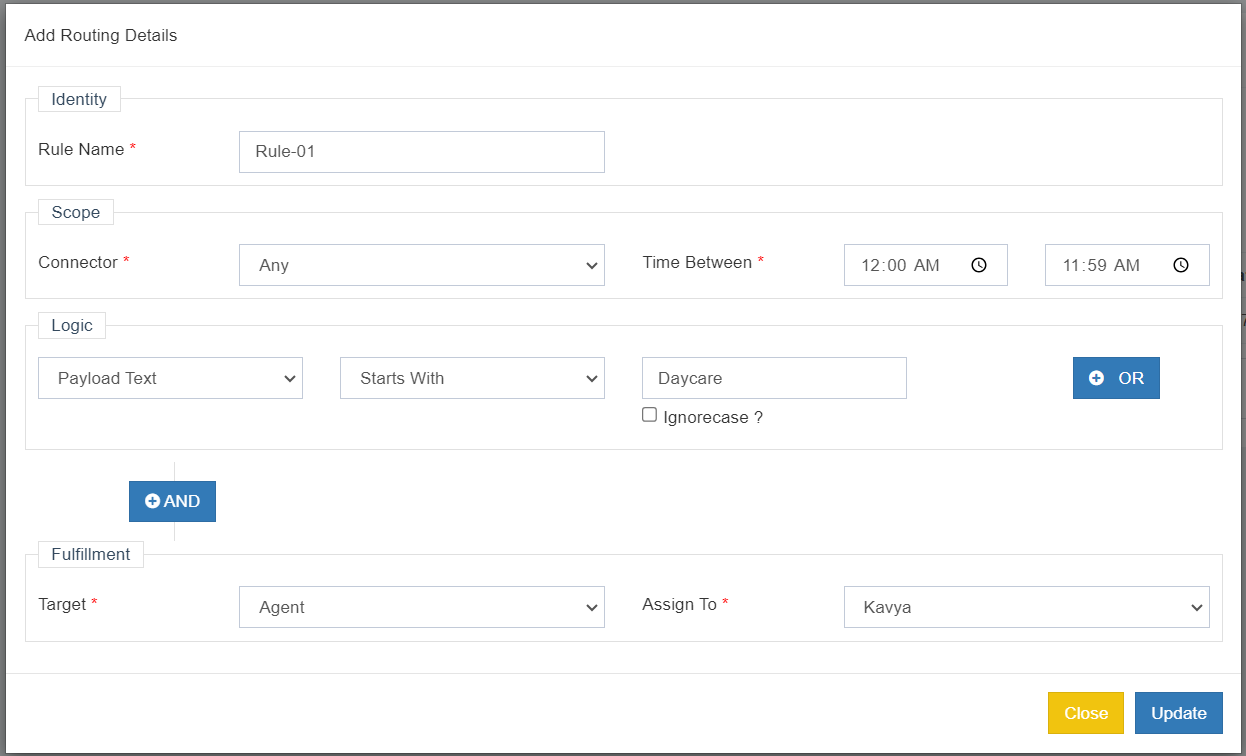 Add Routing Details
Identity
Rule Name * Rule-01
Scope
Connector * Any Time Between * 12:00 AM 11:59 AM
Logic
Payload Text Starts With Daycare OR
Ignorecase ?
AND
Fulfillment
Target * Agent Assign To * Kavya
Close Update